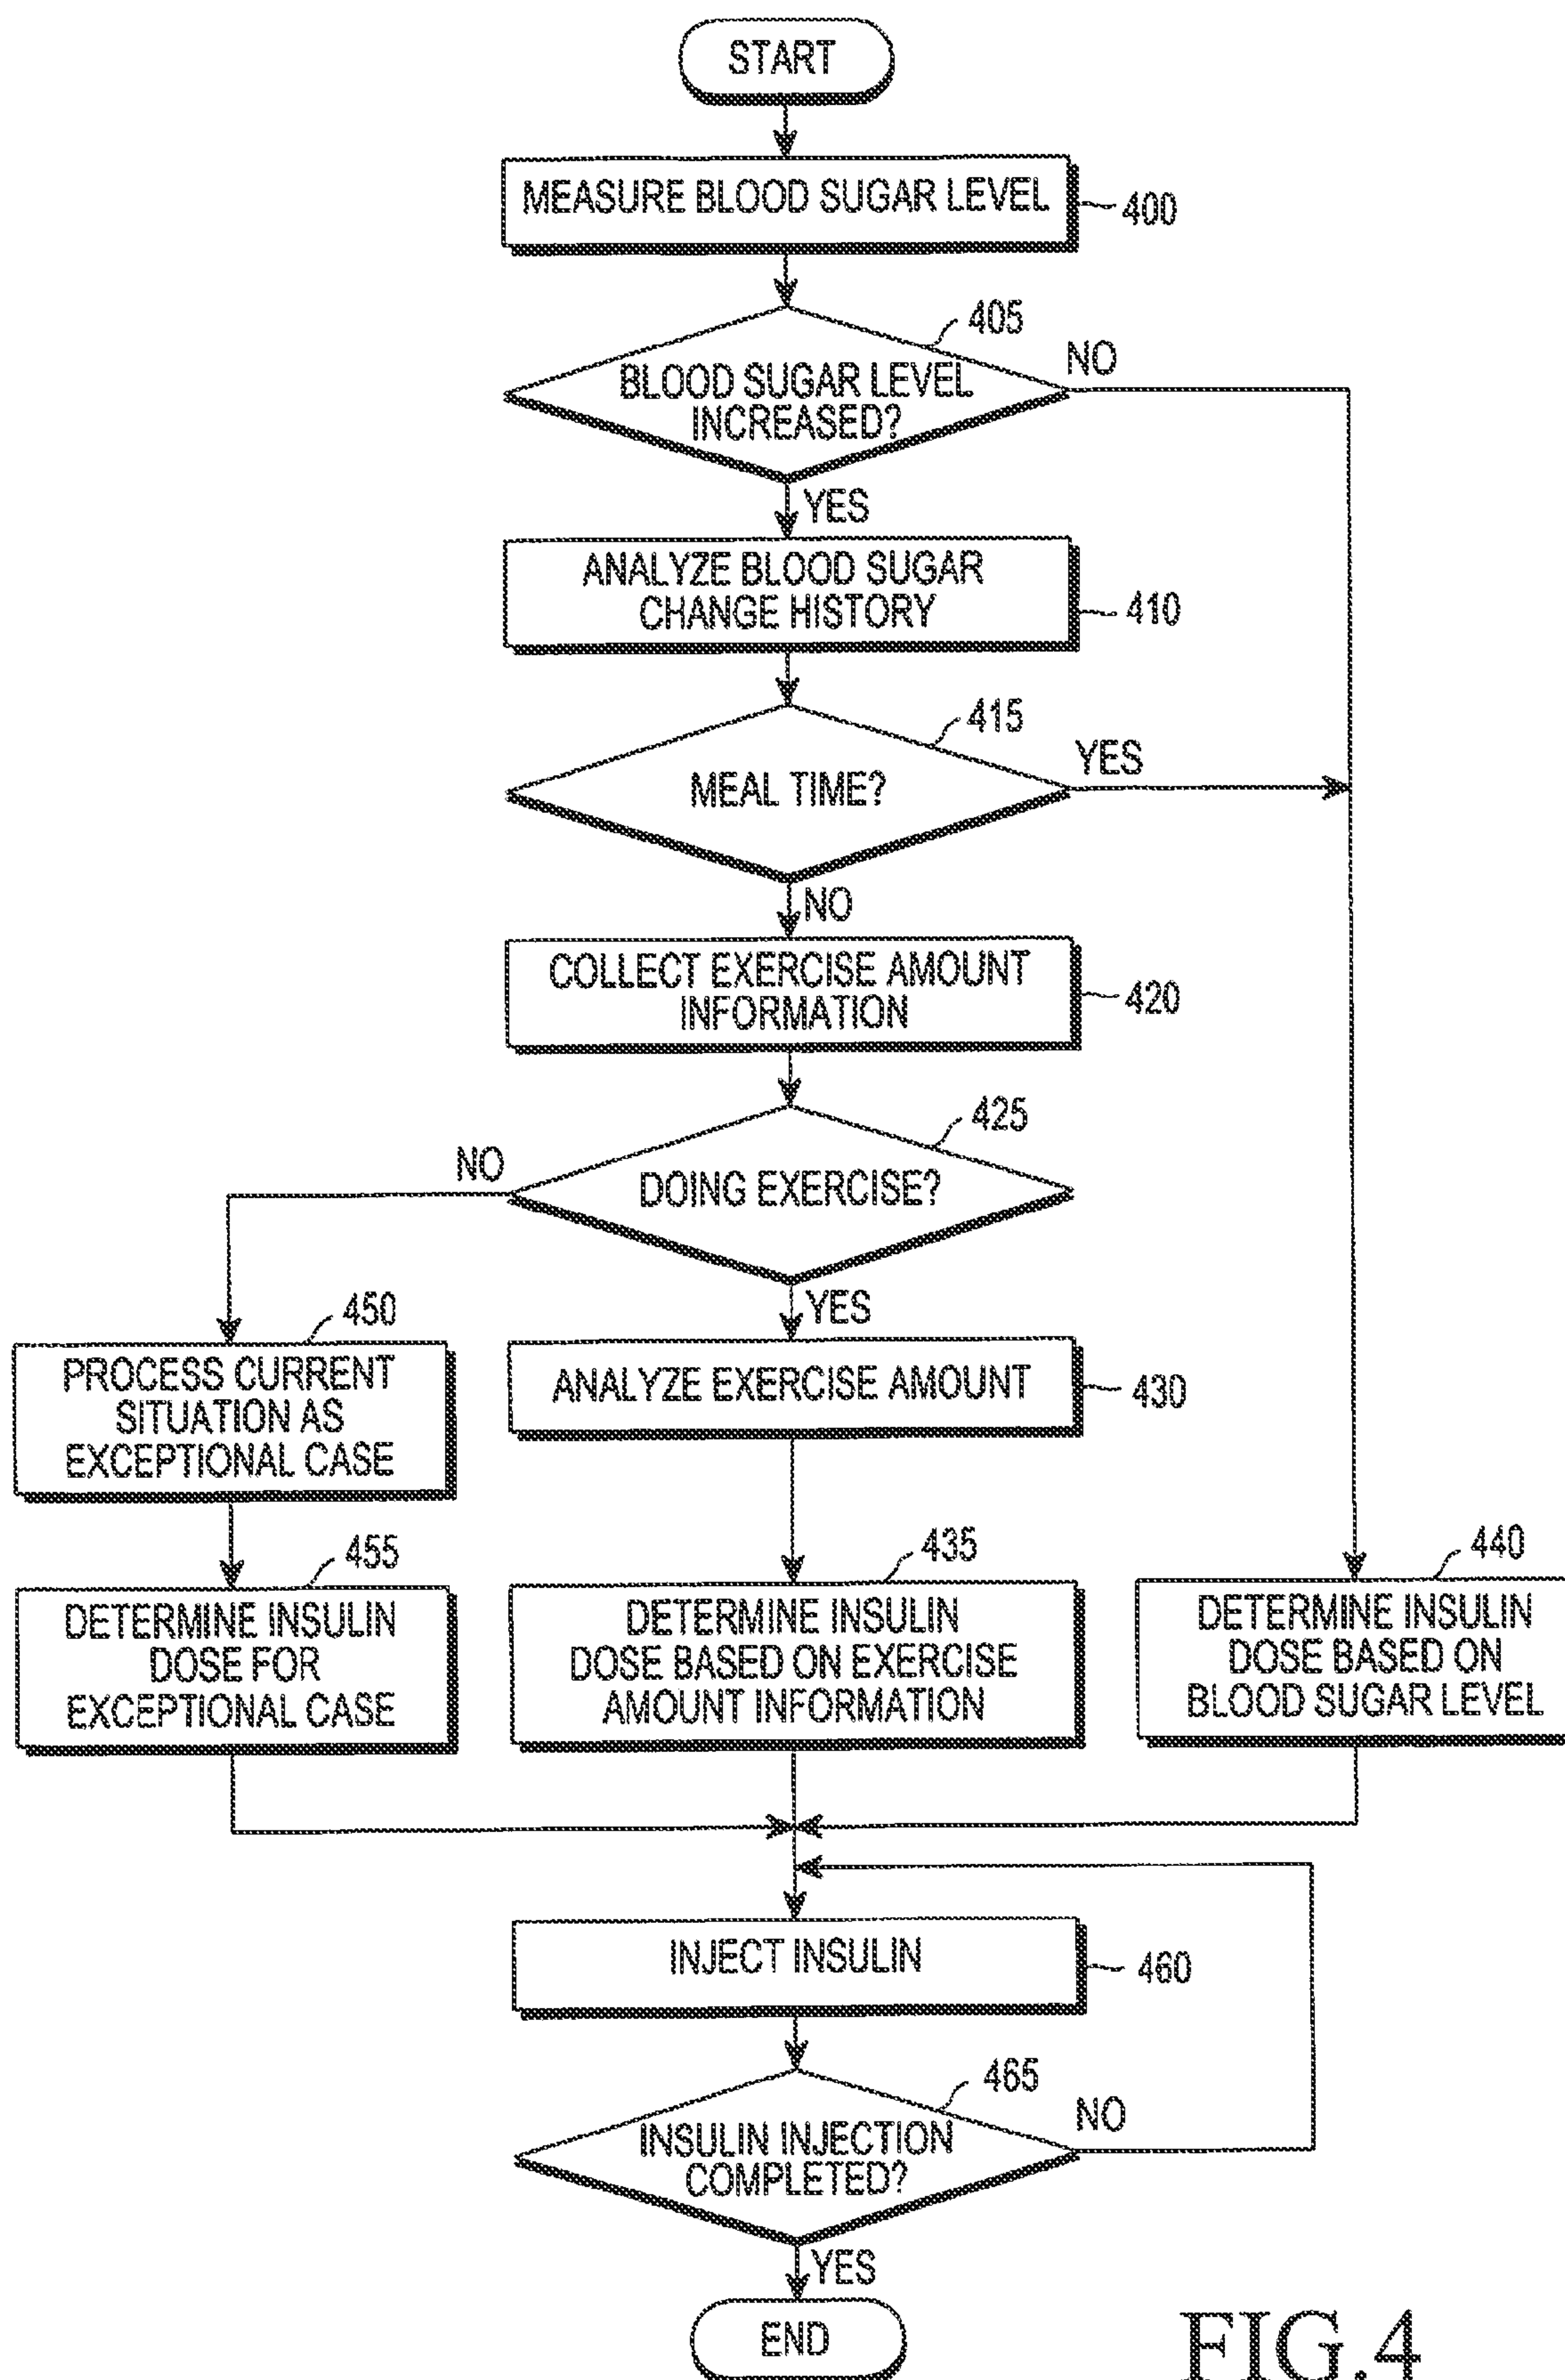 START
MEASURE BLOOD SUGAR LEVEL
400
405
BLOOD SUGAR LEVEL
INCREASED?
NO
YES
ANALYZE BLOOD SUGAR
CHANGE HISTORY
410
415
MEAL TIME?
YES
NO
COLLECT EXERCISE AMOUNT
INFORMATION
420
425
NO
DOING EXERCISE?
YES
450
PROCESS CURRENT
SITUATION AS
EXCEPTIONAL CASE
ANALYZE EXERCISE AMOUNT
430
455
DETERMINE INSULIN
DOSE FOR
EXCEPTIONAL CASE
435
DETERMINE INSULIN
DOSE BASED ON EXERCISE
AMOUNT INFORMATION
440
DETERMINE INSULIN
DOSE BASED ON
BLOOD SUGAR LEVEL
INJECT INSULIN
460
465
INSULIN INJECTION
COMPLETED?
NO
YES
END
FIG.4